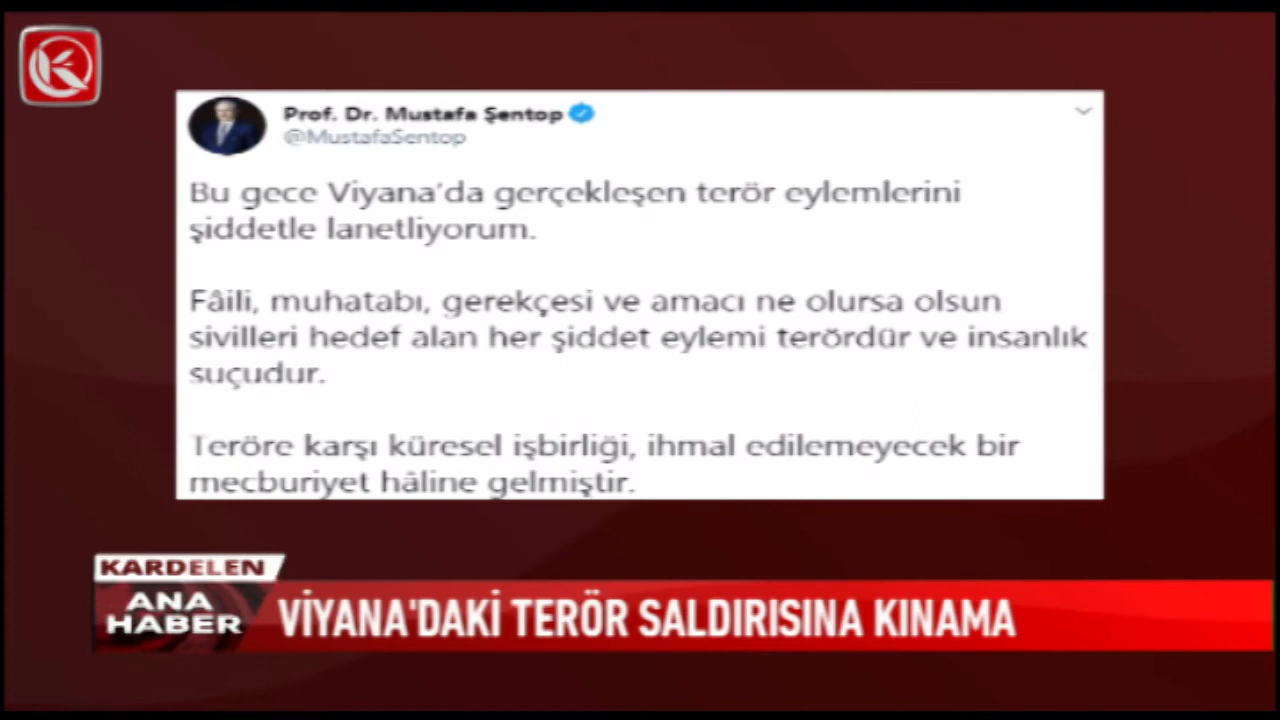 Prof. Dr. Mustafa Şentop
@MustafaSentop
Bu gece Viyana'da gerçekleşen terör eylemlerini
şiddetle lanetliyorum.
Fâili, muhatabı, gerekçesi ve amacı ne olursa olsun
sivilleri hedef alan her şiddet eylemi terördür ve insanlık
suçudur.
Teröre karşı küresel işbirliği, ihmal edilemeyecek bir
mecburiyet hâline gelmiştir.
KARDELEN
ANA
HABER
VİYANA'DAKİ TERÖR SALDIRISINA KINAMA